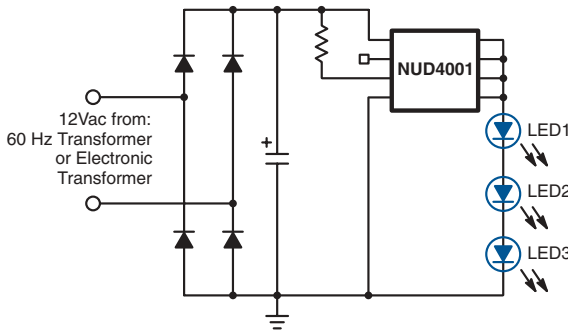 NUD4001
12Vac from:
60 Hz Transformer
or Electronic
Transformer
+
LED1
LED2
LED3